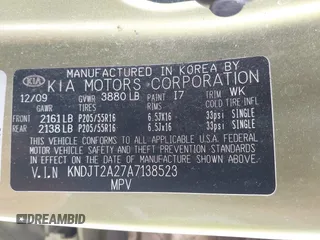 MANUFACTURED IN KOREA BY
KIA KIA MOTORS CORPORATION
12/09 GVWR 3880 LB PAINT I7 TRIM WK
GAWR TIRES RIMS COLD TIRE INFL
FRONT 2161 LB P205/55R16 6.5JX16 33psi SINGLE
REAR 2138 LB P205/55R16 6.5Jx16 33psi SINGLE
THIS VEHICLE CONFORMS TO ALL APPLICABLE U.S.A. FEDERAL
MOTOR VEHICLE SAFETY BUMPER, AND THEFT PREVENTION
STANDARDS IN EFFECT ON THE DATE OF MANUFACTURE SHOWN ABOVE.
V.I.N KNDJT2A27A7138523
MPV
© DEALERBID